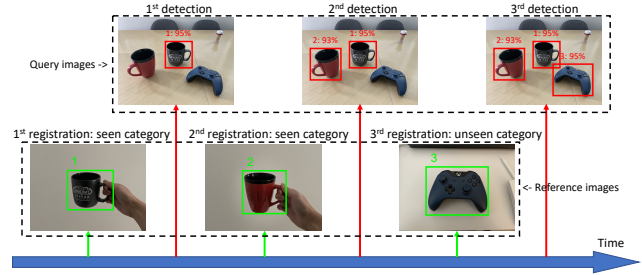 1st detection 2nd detection 3rd detection
1: 95% 1: 95% 1: 95%
2: 93% 2: 93%
3: 95%
Query images ->
1st registration: seen category 2nd registration: seen category 3rd registration: unseen category
1 2 3
<- Reference images
Time